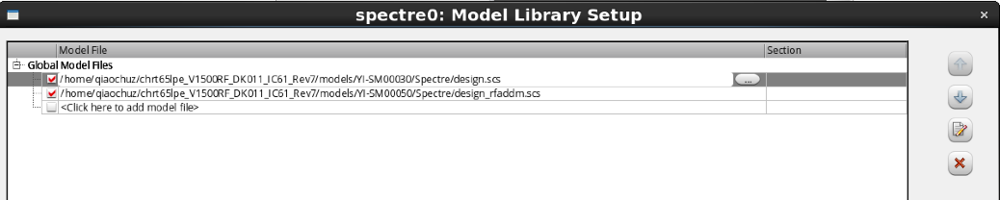 spectre0: Model Library Setup
Model File Section
Global Model Files
/home/qiaochuz/chrt65lpe_V1500RF_DK011_IC61_Rev7/models/YI-SM00030/Spectre/design.scs ...
/home/qiaochuz/chrt65lpe_V1500RF_DK011_IC61_Rev7/models/YI-SM00050/Spectre/design_rfaddm.scs
<Click here to add model file>